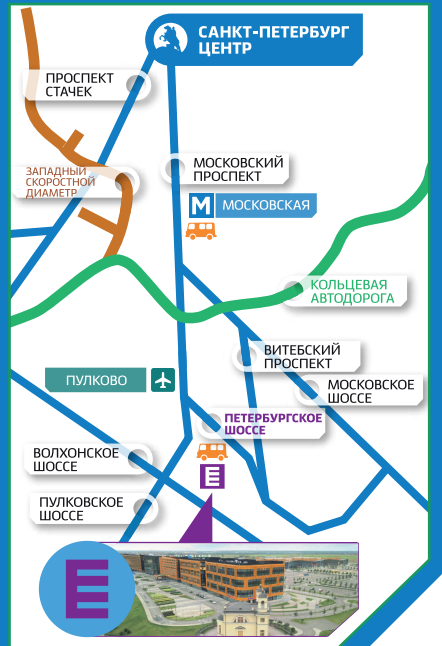 САНКТ-ПЕТЕРБУРГ
ЦЕНТР
ПРОСПЕКТ
СТАЧЕК
МОСКОВСКИЙ
ПРОСПЕКТ
ЗАПАДНЫЙ
СКОРОСТНОЙ
ДИАМЕТР
М МОСКОВСКАЯ
КОЛЬЦЕВАЯ
АВТОДОРОГА
ВИТЕБСКИЙ
ПРОСПЕКТ
ПУЛКОВО
МОСКОВСКОЕ
ШОССЕ
ПЕТЕРБУРГСКОЕ
ШОССЕ
ВОЛХОНСКОЕ
ШОССЕ
E
ПУЛКОВСКОЕ
ШОССЕ
E